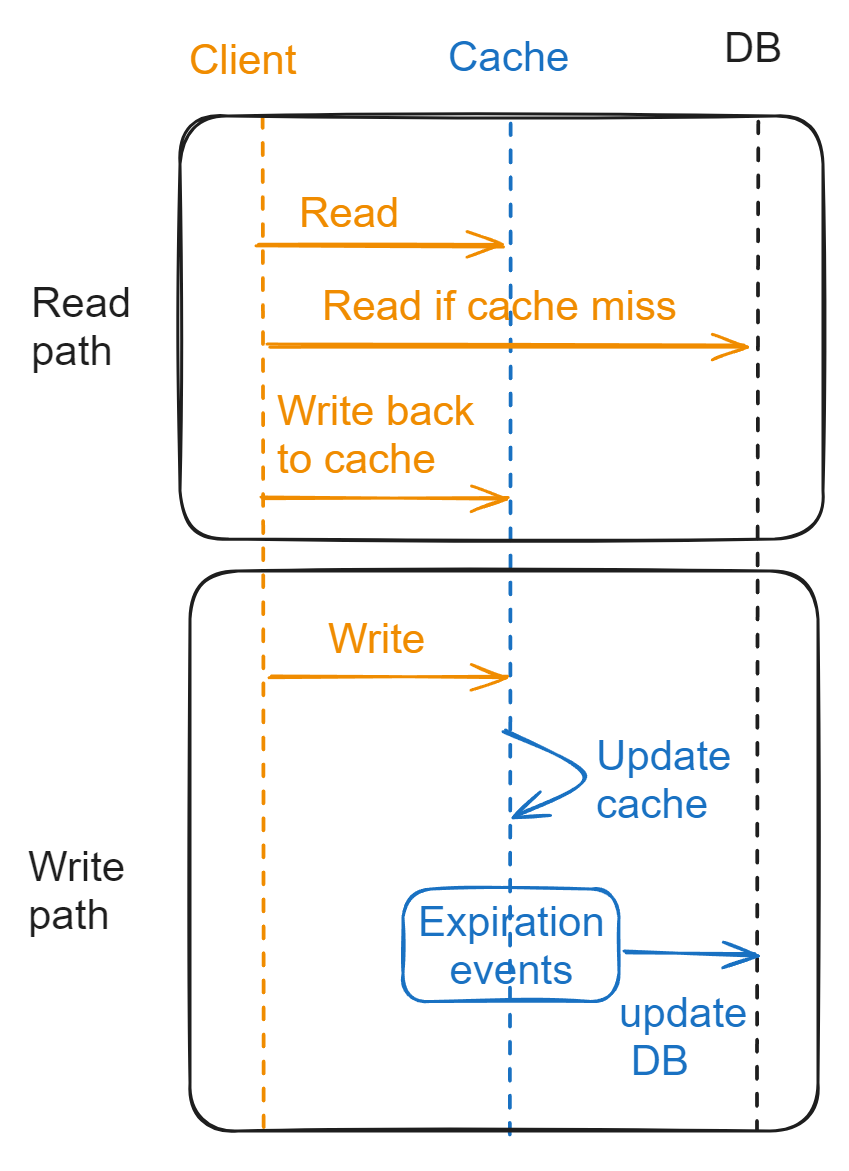 Client
Cache
DB
Read
path
Read
Read if cache miss
Write back
to cache
Write
path
Write
Update
cache
Expiration
events
update
DB